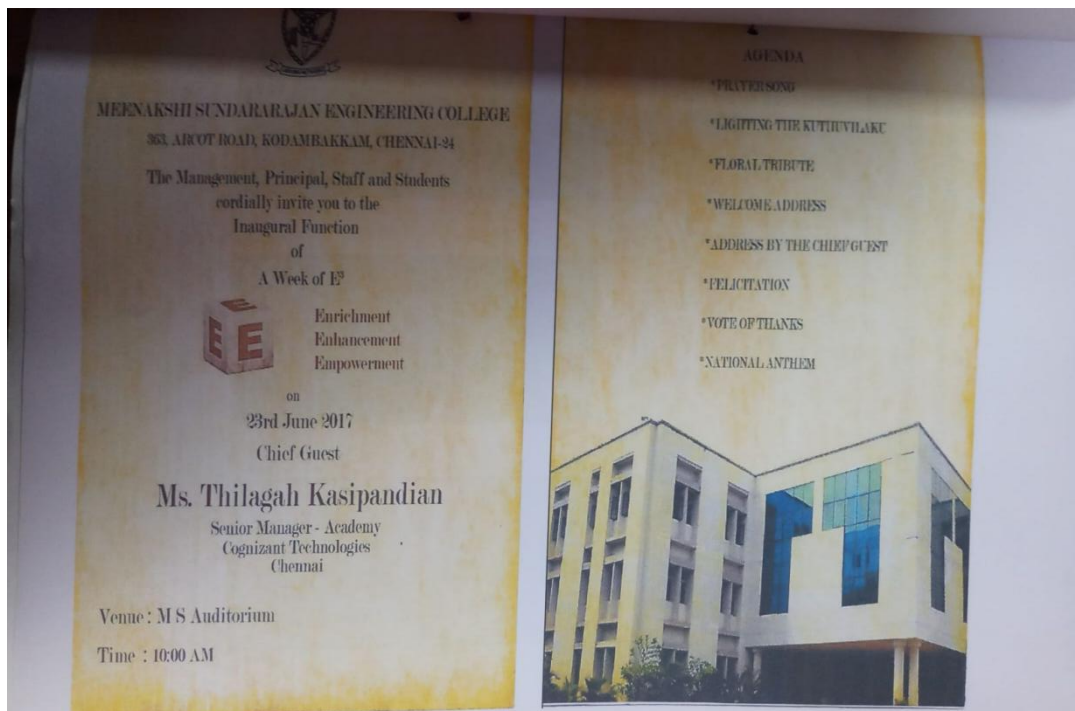 MEENAKSHI SUNDARARAJAN ENGINEERING COLLEGE
363, ARCOT ROAD, KODAMBAKKAM, CHENNAI-24
The Management, Principal, Staff and Students
cordially invite you to the
Inaugural Function
of
A Week of E³
E E E
Enrichment
Enhancement
Empowerment
on
23rd June 2017
Chief Guest
Ms. Thilagah Kasipandian
Senior Manager - Academy
Cognizant Technologies
Chennai
Venue : M S Auditorium
Time : 10:00 AM
AGENDA
*PRAYER SONG
*LIGHTING THE KUTHUVILAKU
*FLORAL TRIBUTE
*WELCOME ADDRESS
*ADDRESS BY THE CHIEF GUEST
*FELICITATION
*VOTE OF THANKS
*NATIONAL ANTHEM